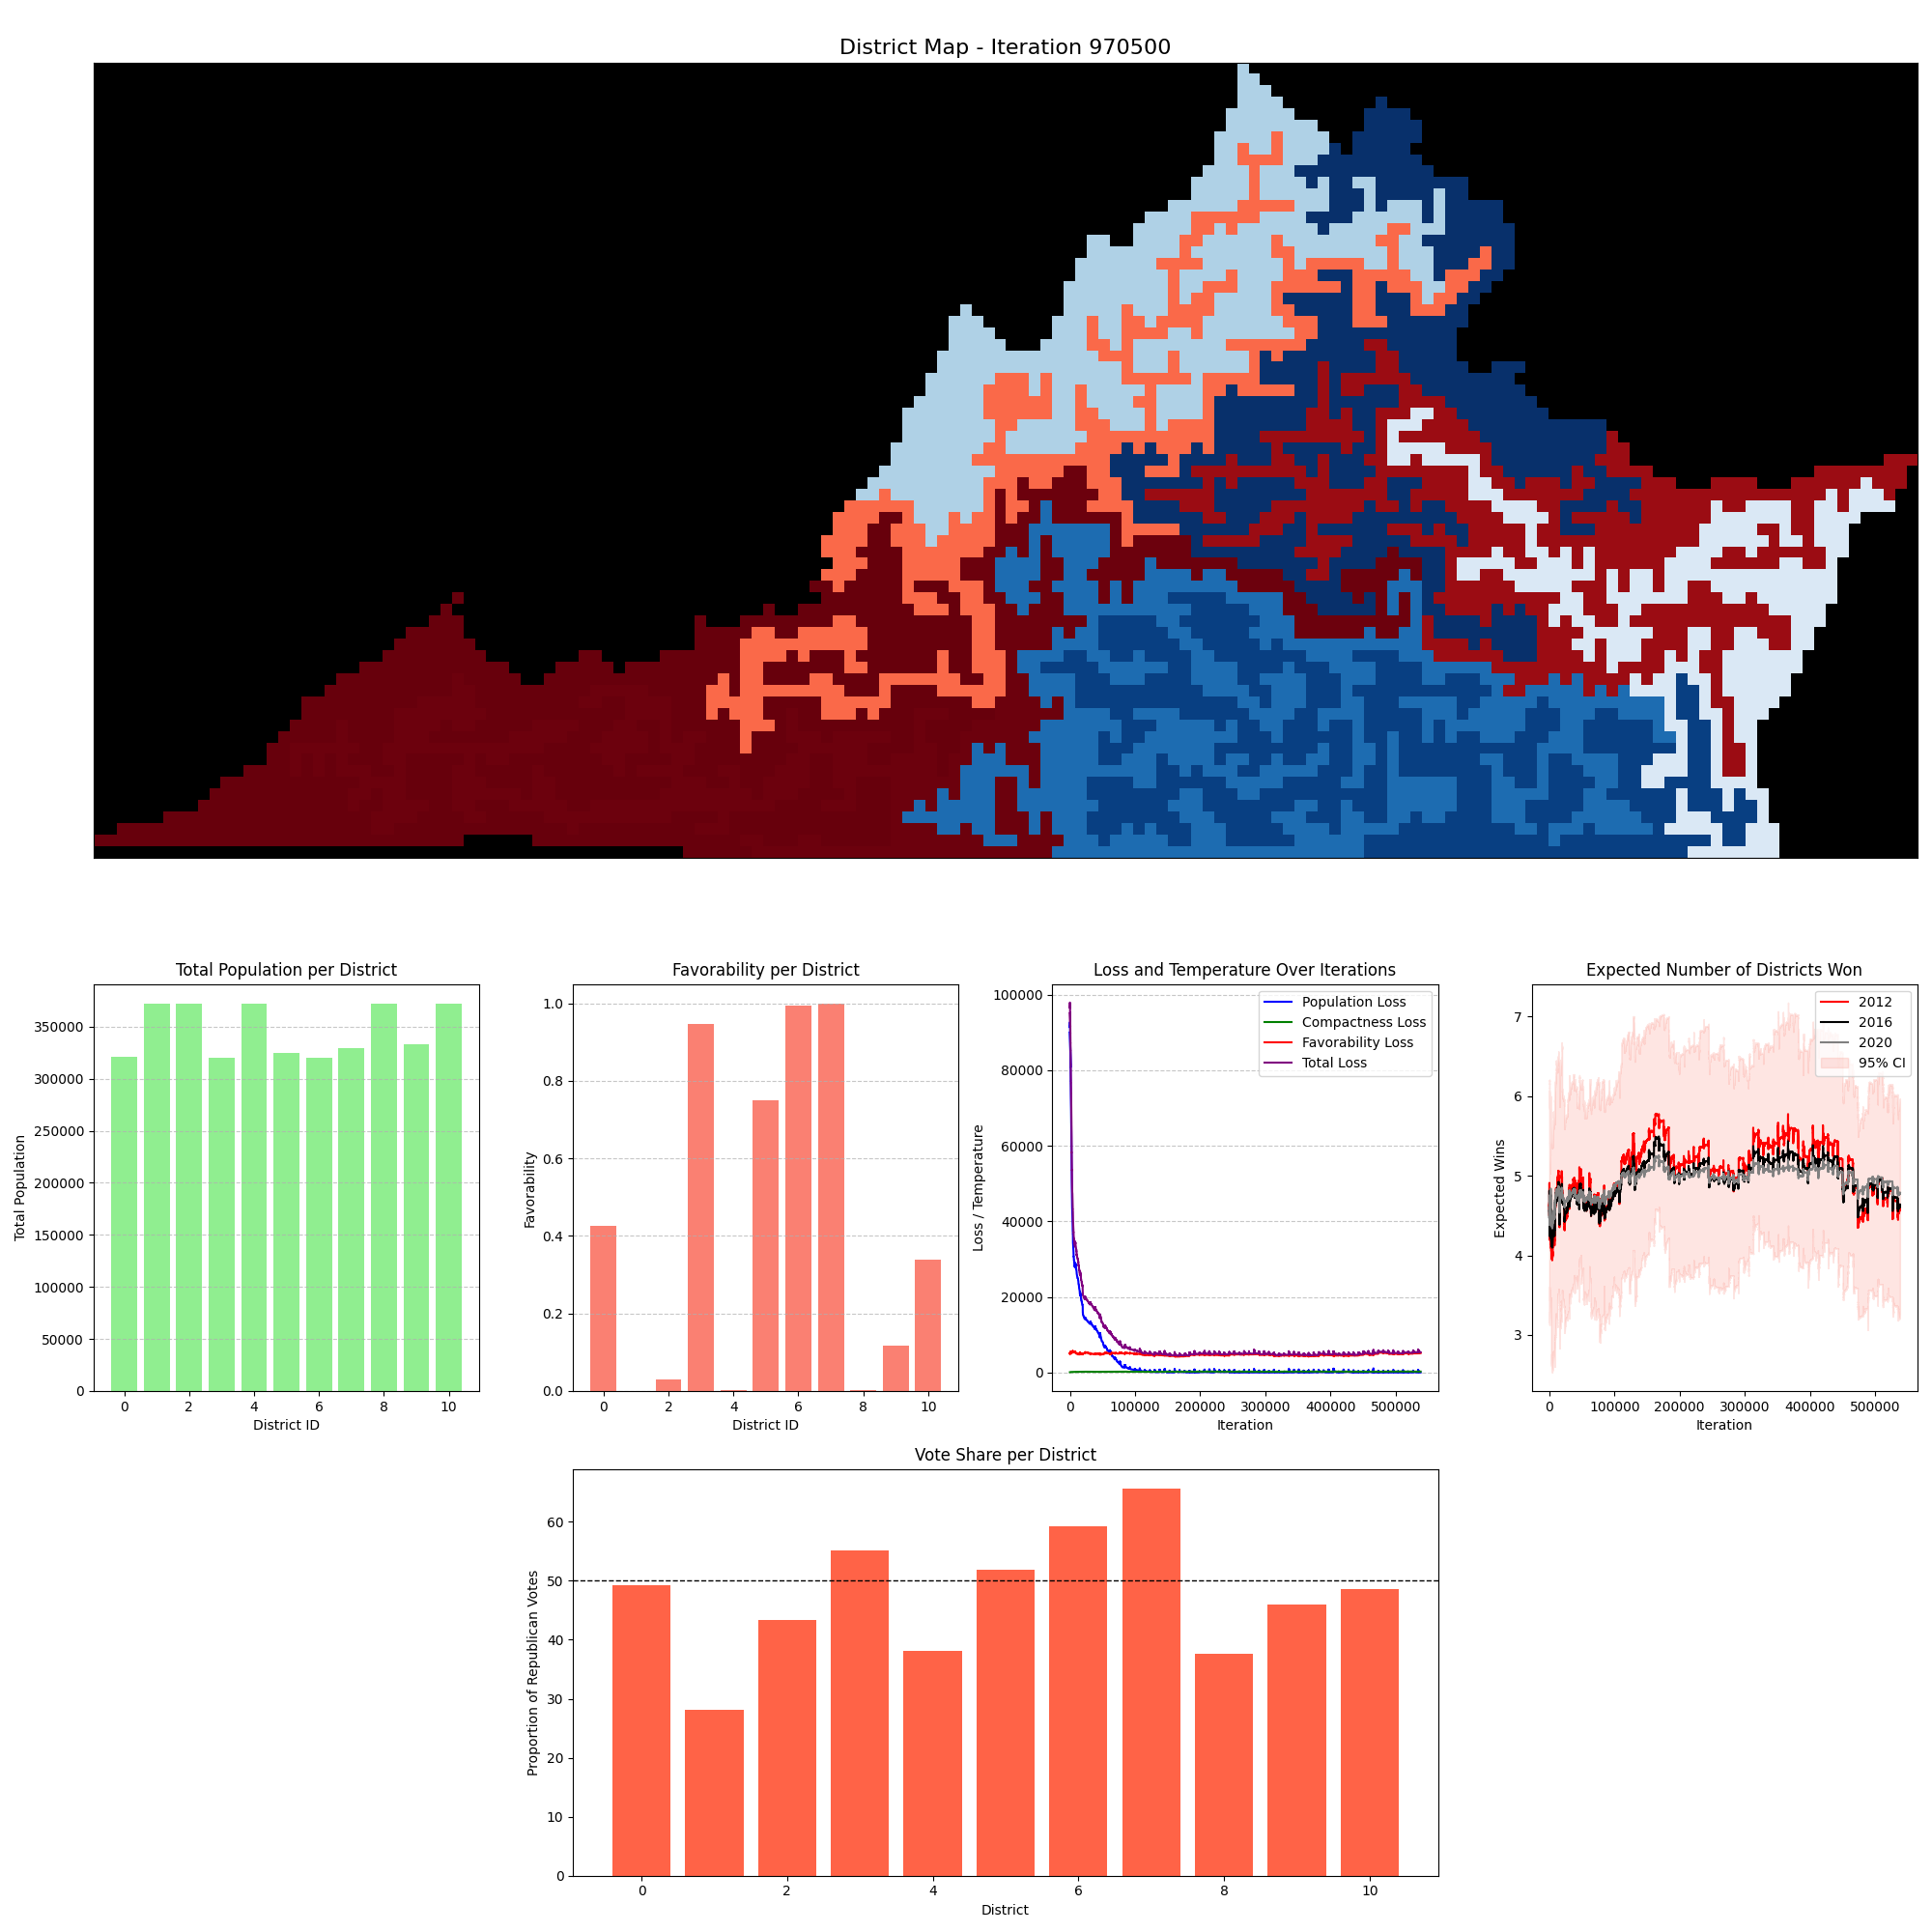 District Map - Iteration 970500
Total Population per District
Total Population
350000
300000
250000
200000
150000
100000
50000
0
0 2 4 6 8 10
District ID
Favorability per District
Favorability
1.0
0.8
0.6
0.4
0.2
0.0
0 2 4 6 8 10
District ID
Loss and Temperature Over Iterations
Loss / Temperature
100000
80000
60000
40000
20000
0
Population Loss
Compactness Loss
Favorability Loss
Total Loss
0 100000 200000 300000 400000 500000
Iteration
Expected Number of Districts Won
Expected Wins
7
6
5
4
3
2012
2016
2020
95% CI
0 100000 200000 300000 400000 500000
Iteration
Vote Share per District
Proportion of Republican Votes
60
50
40
30
20
10
0
0 2 4 6 8 10
District